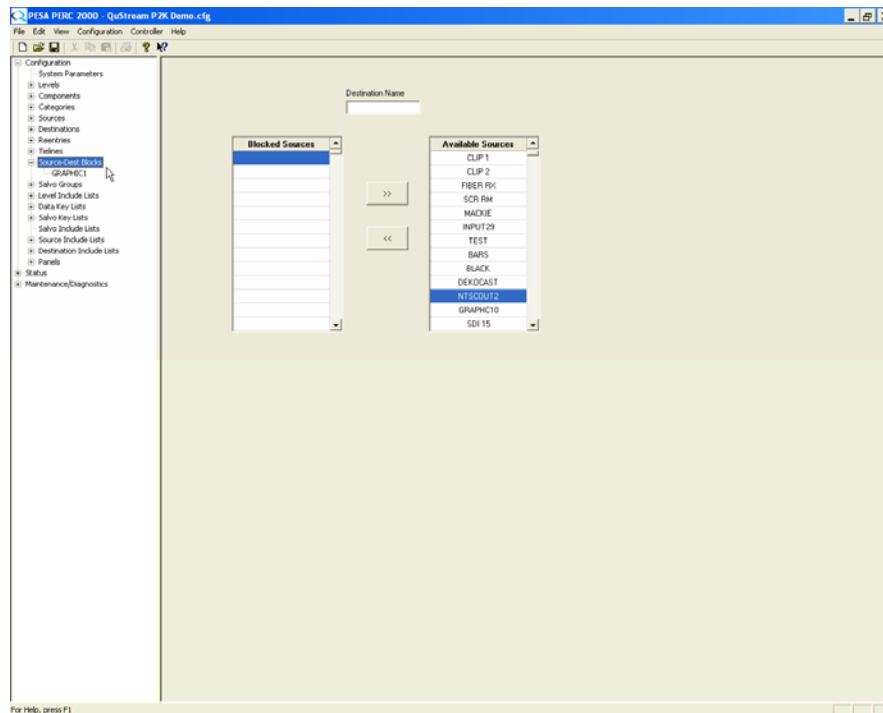 PESA PERC 2000 - QuStream P2K Demo.cfg
File Edit View Configuration Controller Help
Configuration
System Parameters
Levels
Components
Categories
Sources
Destinations
Reentries
Tielines
Source-Dest Blocks
GRAPHIC1
Salvo Groups
Level Include Lists
Data Key Lists
Salvo Key Lists
Salvo Include Lists
Source Include Lists
Destination Include Lists
Panels
Status
Maintenance/Diagnostics
Destination Name
Blocked Sources
>>
<<
Available Sources
CLIP 1
CLIP 2
FIBER RX
SCR RM
MACKIE
INPUT29
TEST
BARS
BLACK
DEKOCAST
NTSCOUT2
GRAPHC10
SDI 15
For Help, press F1